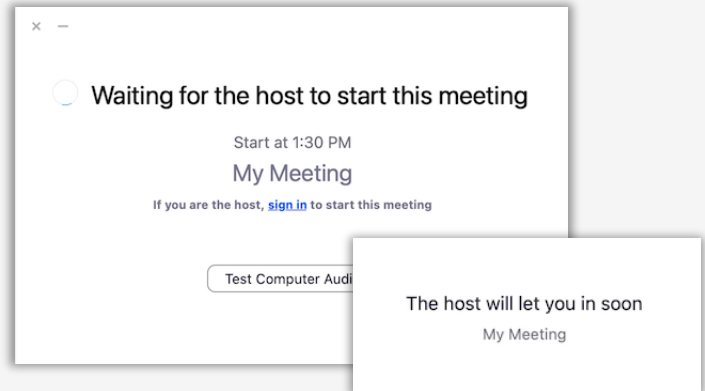 Waiting for the host to start this meeting
Start at 1:30 PM
My Meeting
If you are the host, sign in to start this meeting
Test Computer Audi
The host will let you in soon
My Meeting